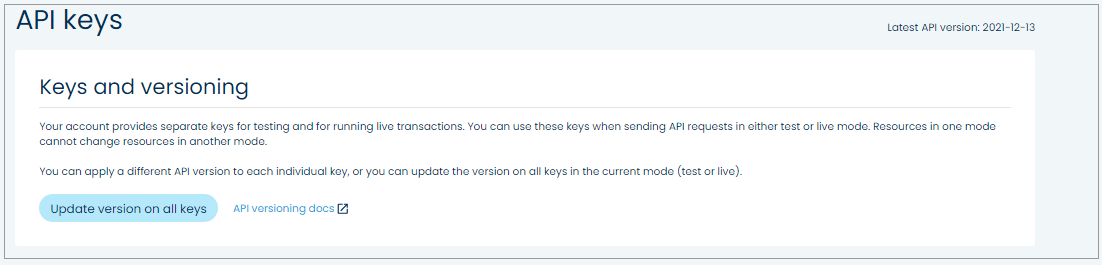 API keys
Latest API version: 2021-12-13
Keys and versioning
Your account provides separate keys for testing and for running live transactions. You can use these keys when sending API requests in either test or live mode. Resources in one mode
cannot change resources in another mode.
You can apply a different API version to each individual key, or you can update the version on all keys in the current mode (test or live).
Update version on all keys
API versioning docs